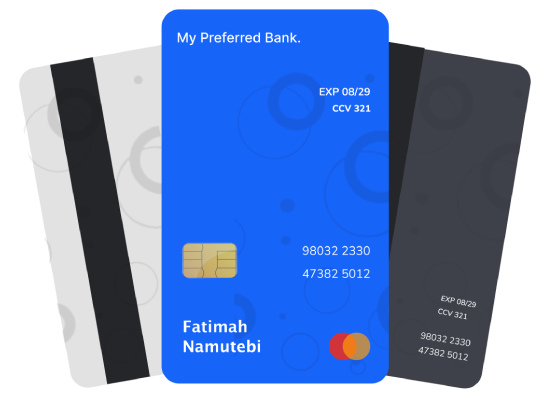 My Preferred Bank.
EXP 08/29
CCV 321
98032 2330
47382 5012
Fatimah
Namutebi
EXP 08/29
CCV 321
98032 2330
47382 5012